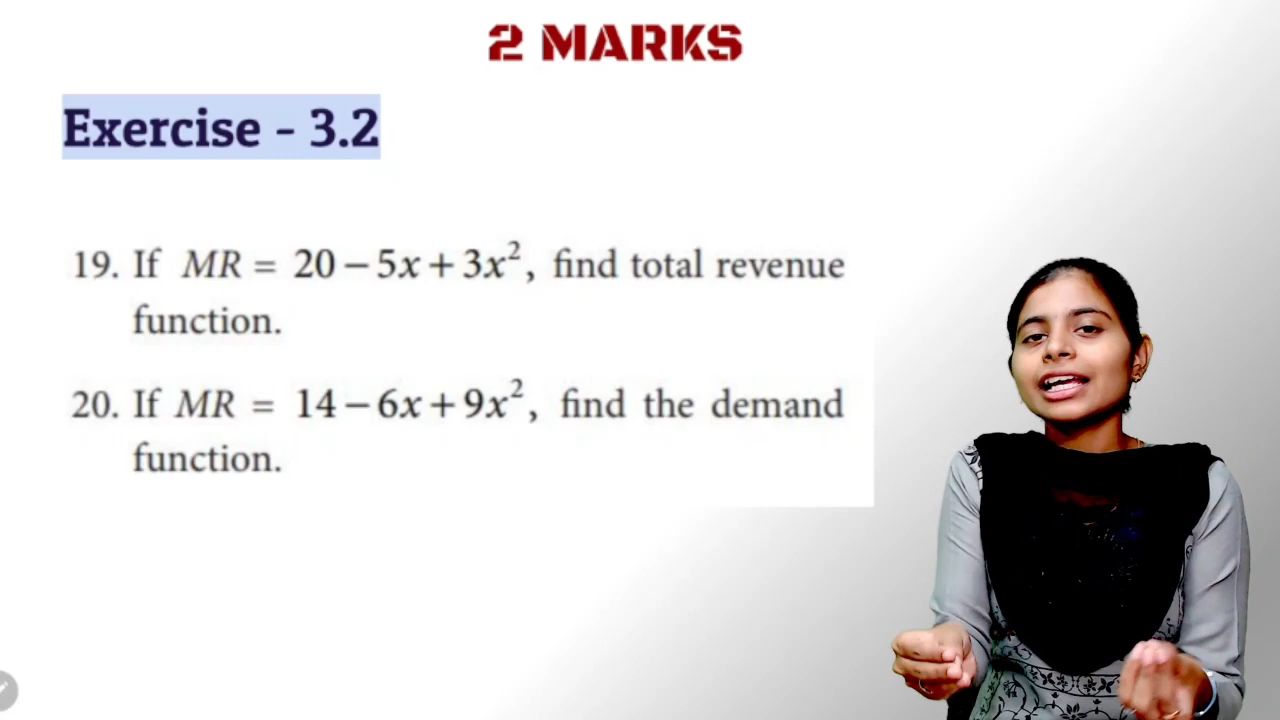 2 MARKS
Exercise - 3.2
19. If MR = 20 − 5x + 3x², find total revenue
function.
20. If MR = 14 − 6x + 9x², find the demand
function.